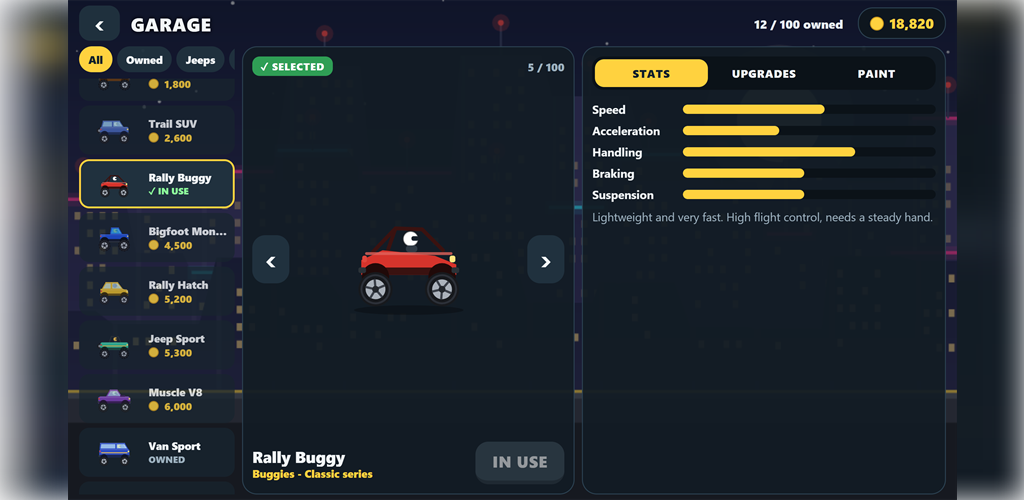 GARAGE
12 / 100 owned
18,820
All
Owned
Jeeps
1,800
Trail SUV
2,600
Rally Buggy
✓ IN USE
Bigfoot Mon...
4,500
Rally Hatch
5,200
Jeep Sport
5,300
Muscle V8
6,000
Van Sport
OWNED
✓ SELECTED
5 / 100
Rally Buggy
Buggies - Classic series
IN USE
STATS
UPGRADES
PAINT
Speed
Acceleration
Handling
Braking
Suspension
Lightweight and very fast. High flight control, needs a steady hand.